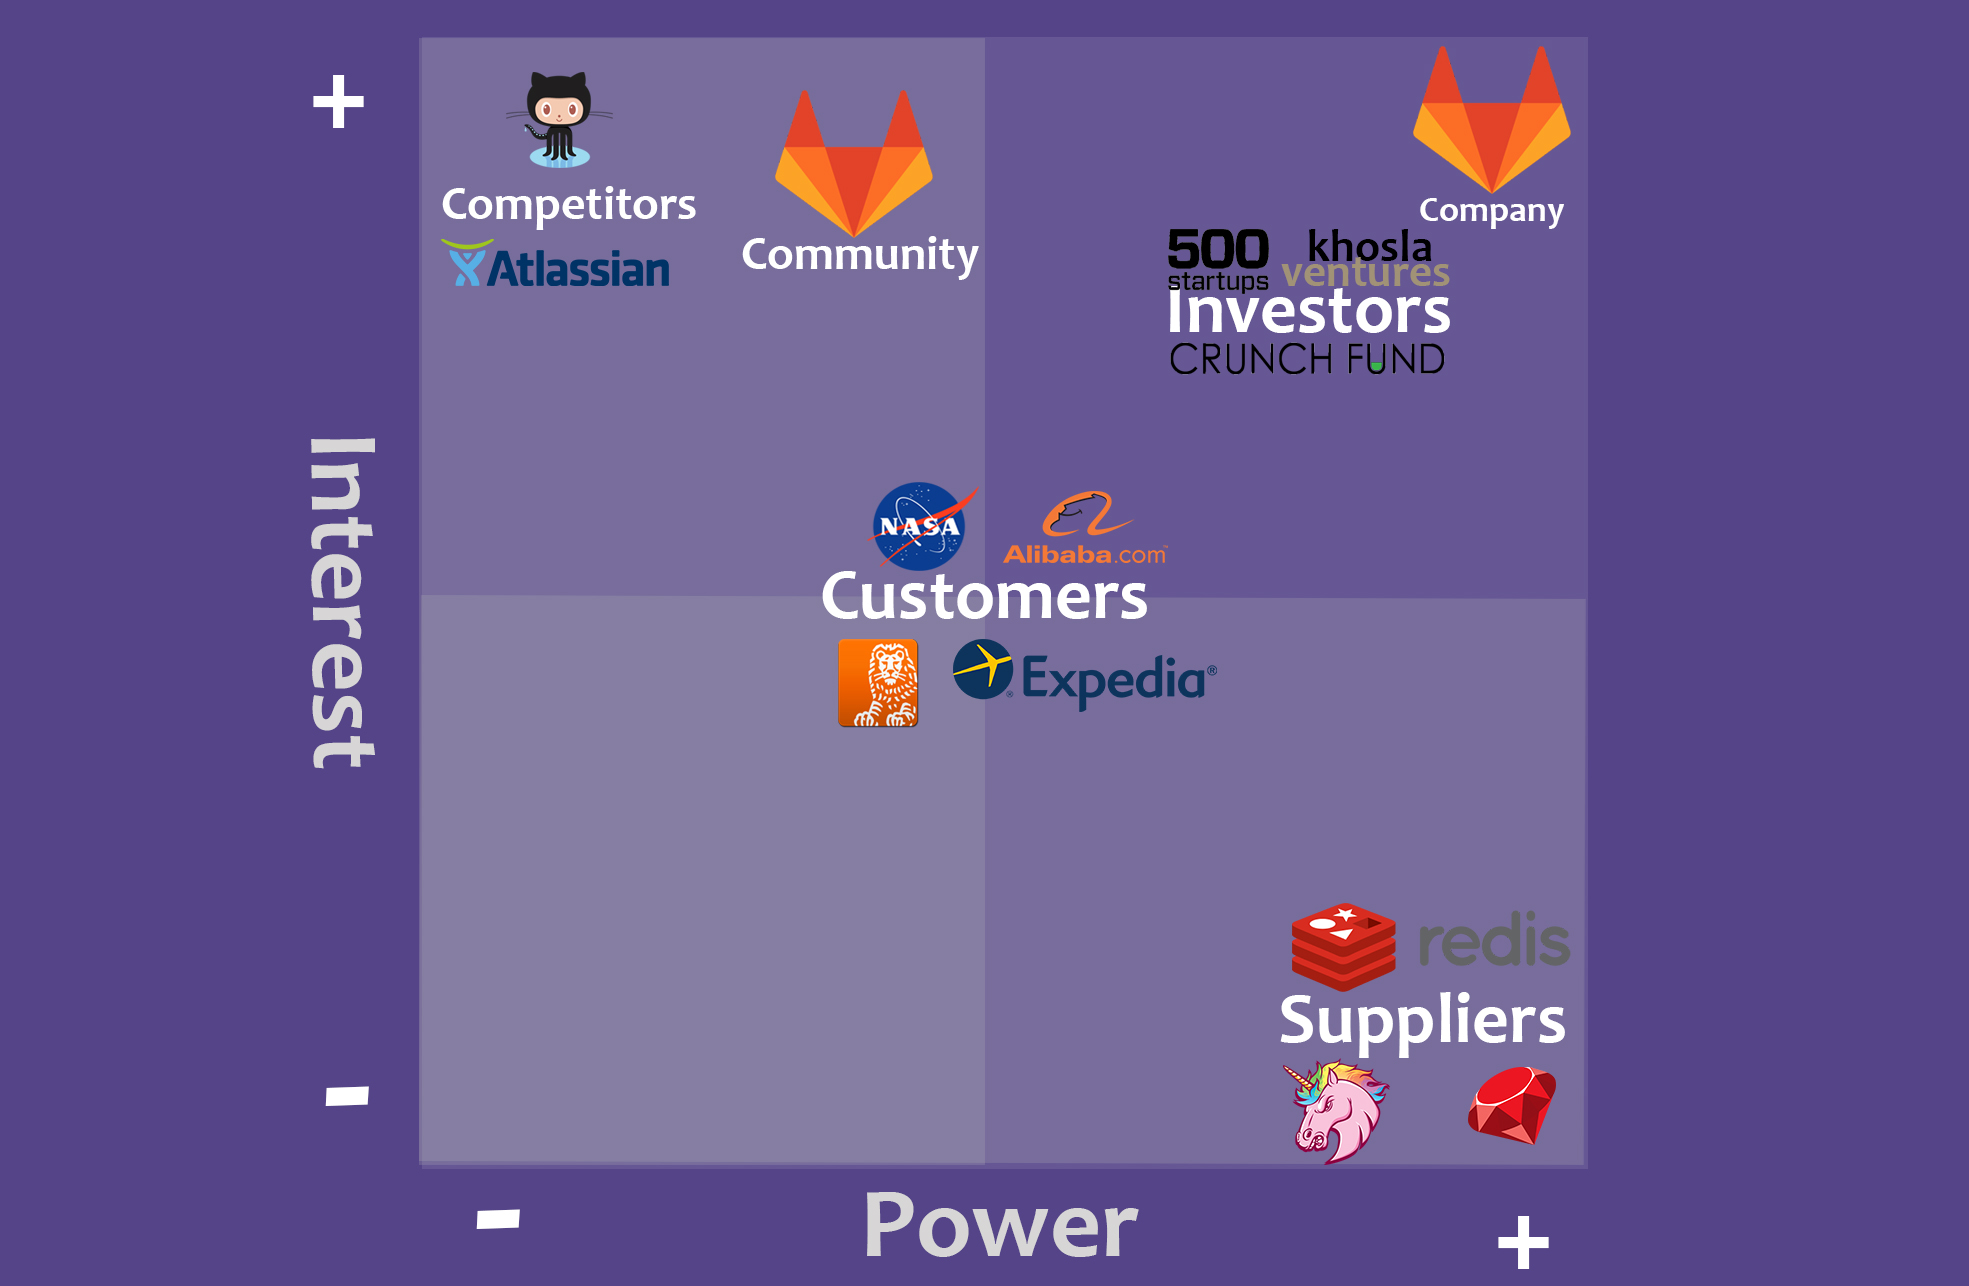 +
Competitors
Atlassian
Community
Company
500
startups
khosla
ventures
Investors
CRUNCH FUND
Interest
NASA
Alibaba.com™
Customers
Expedia®
redis
Suppliers
-
-
Power
+